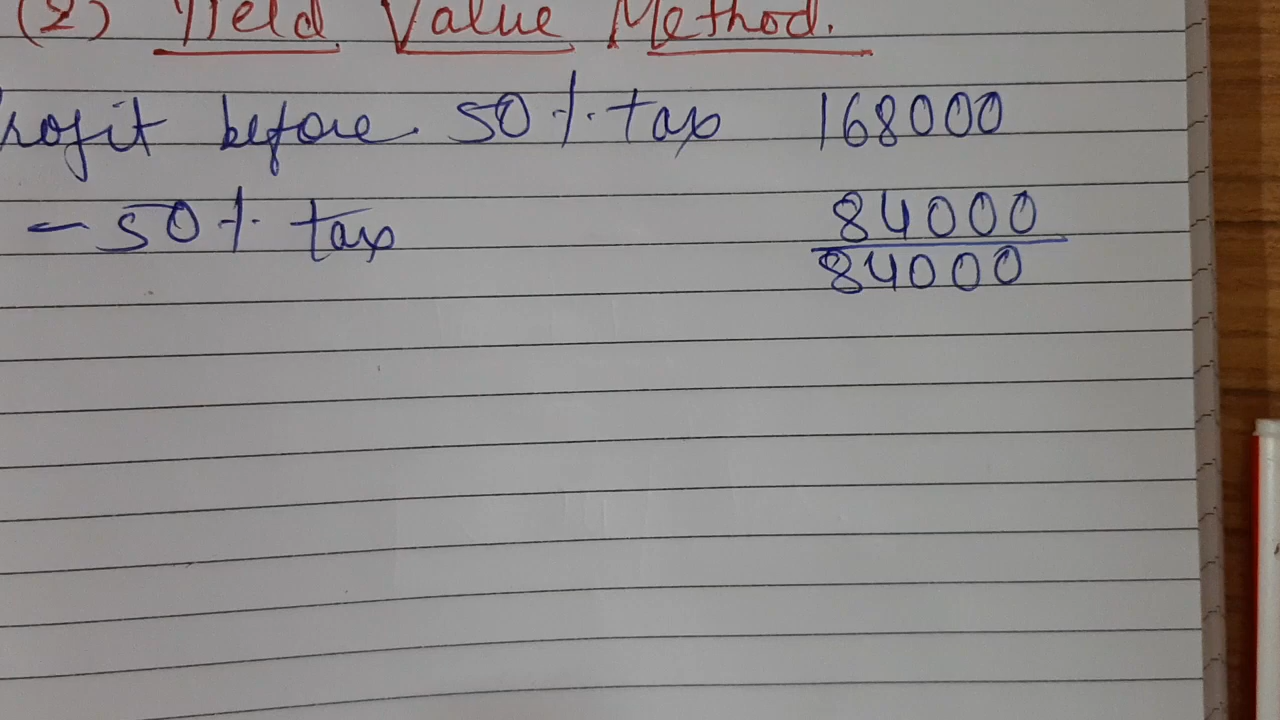 (2) Yield Value Method.
rofit before 50% tax 168000
- 50% tax 84000
84000